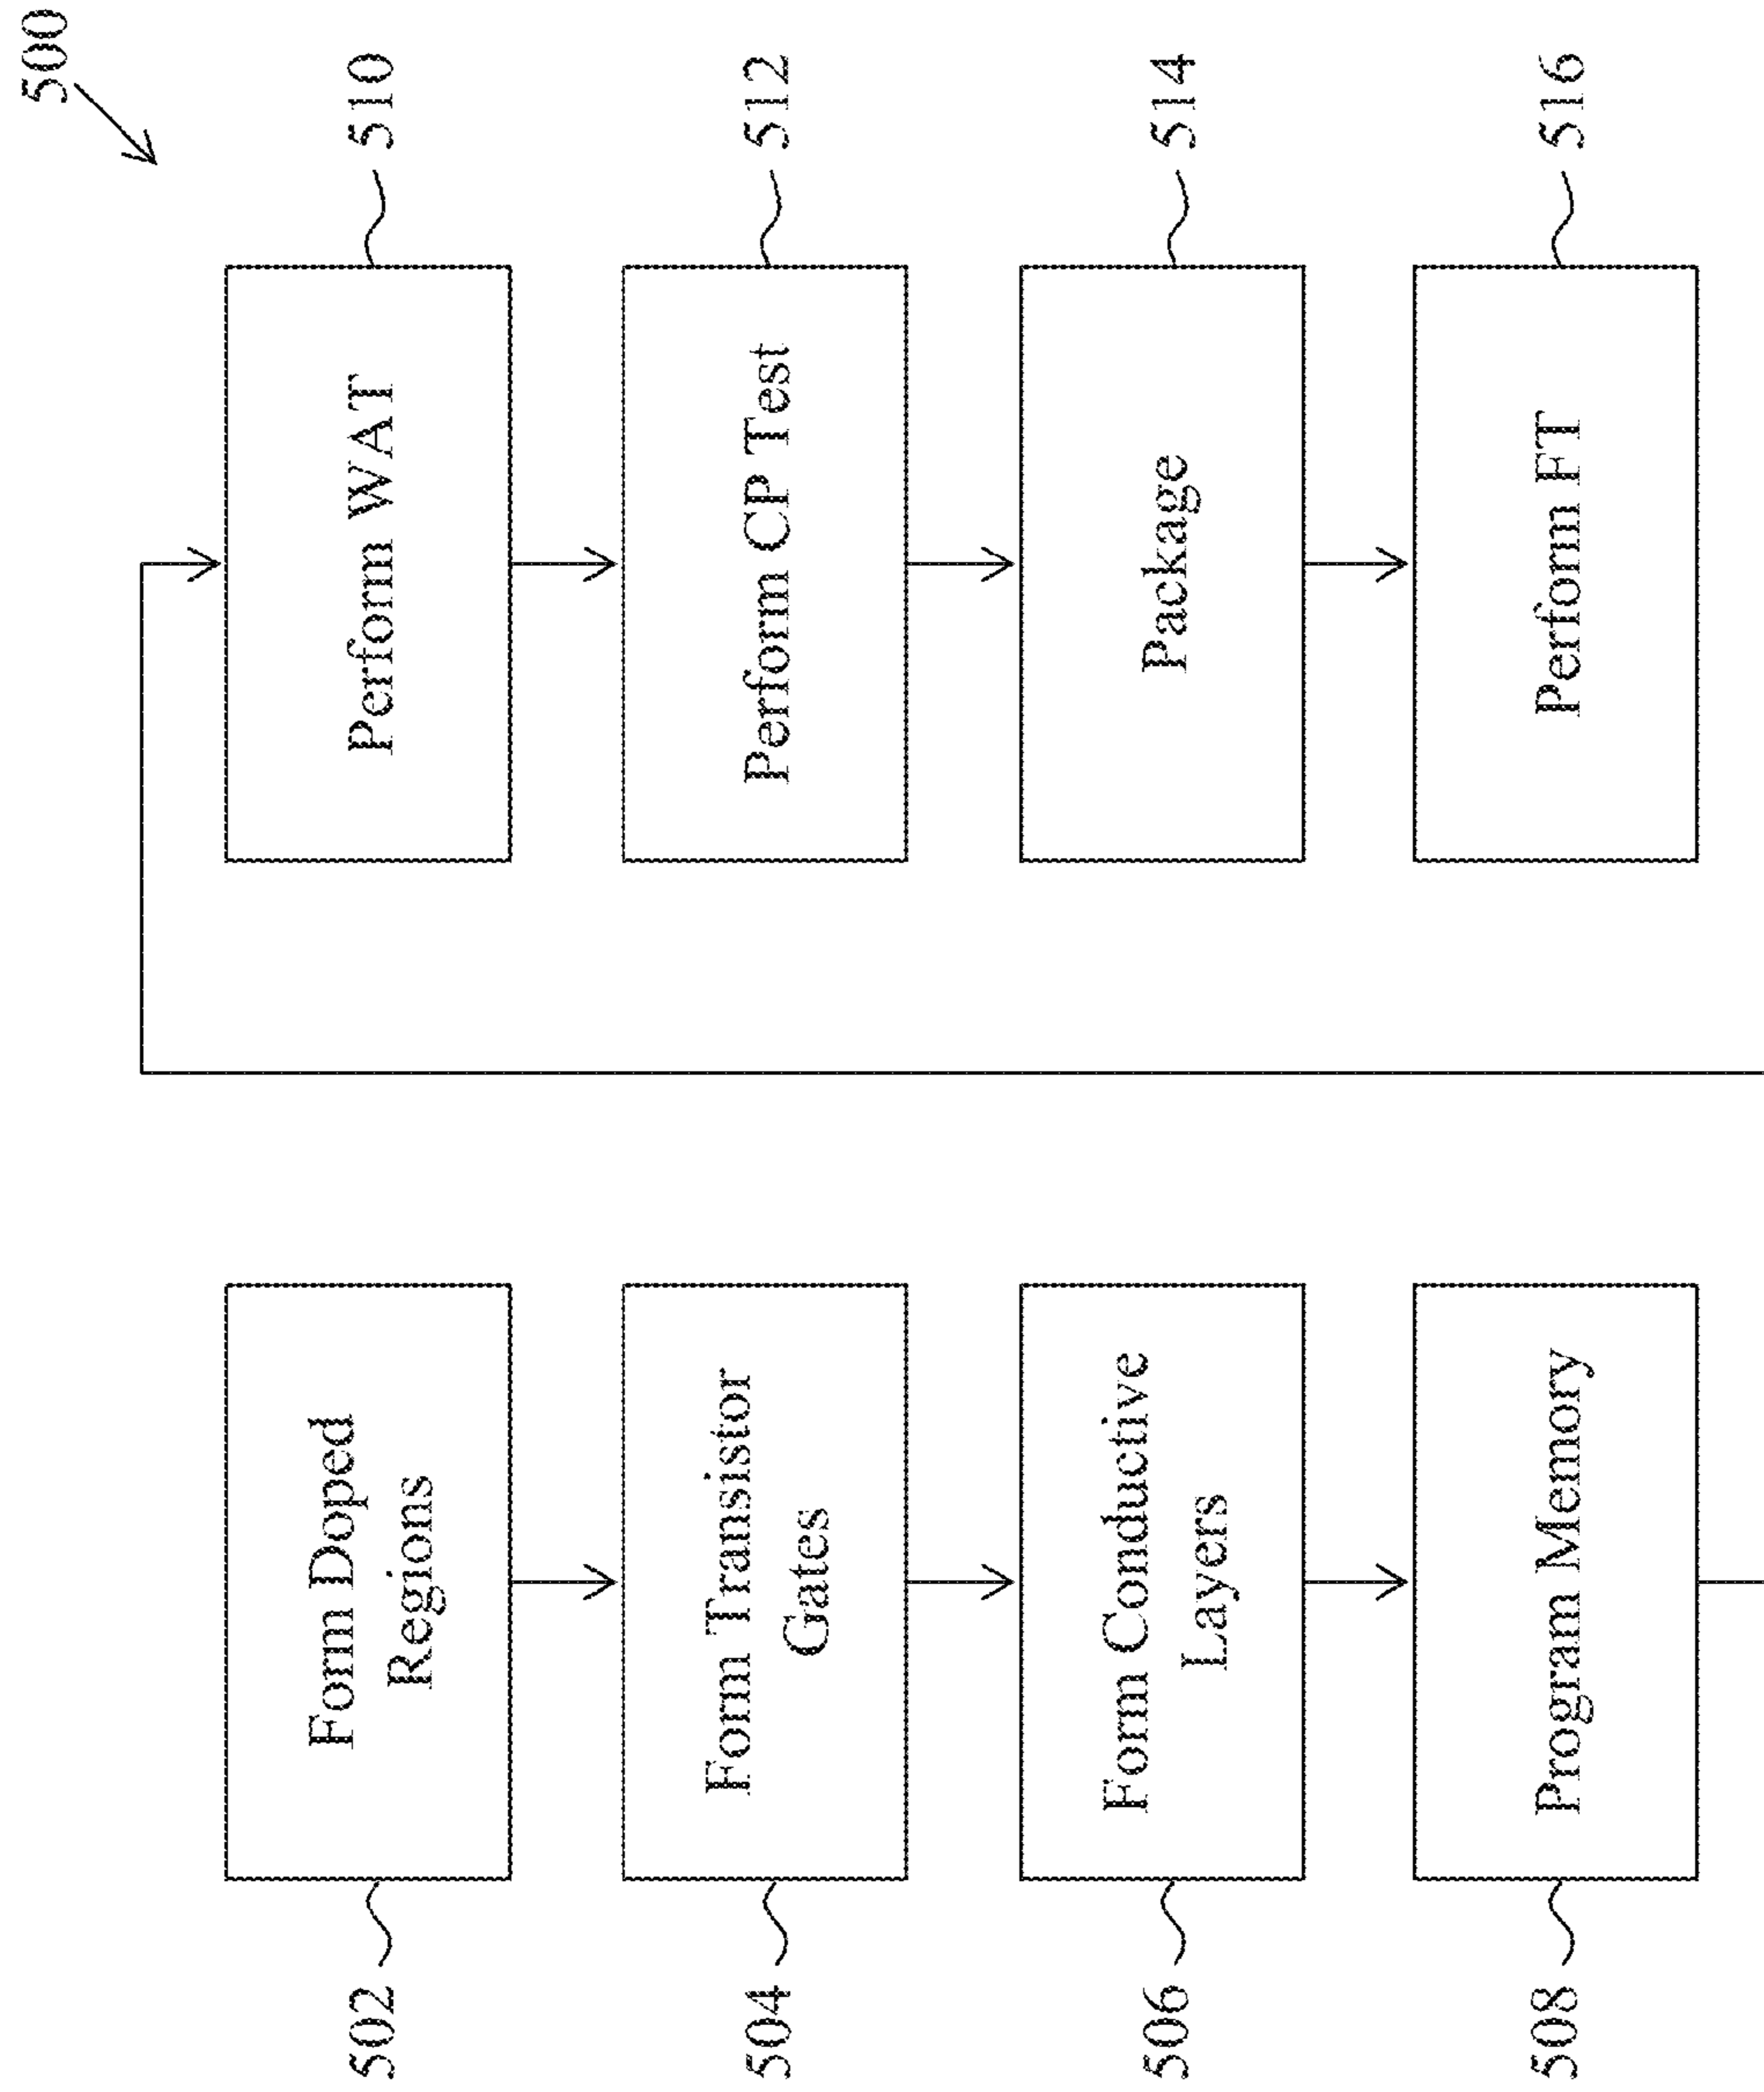 500
502
Form Doped
Regions
504
Form Transistor
Gates
506
Form Conductive
Layers
508
Program Memory
Perform WAT
510
Perform CP Test
512
Package
514
Perform FT
516